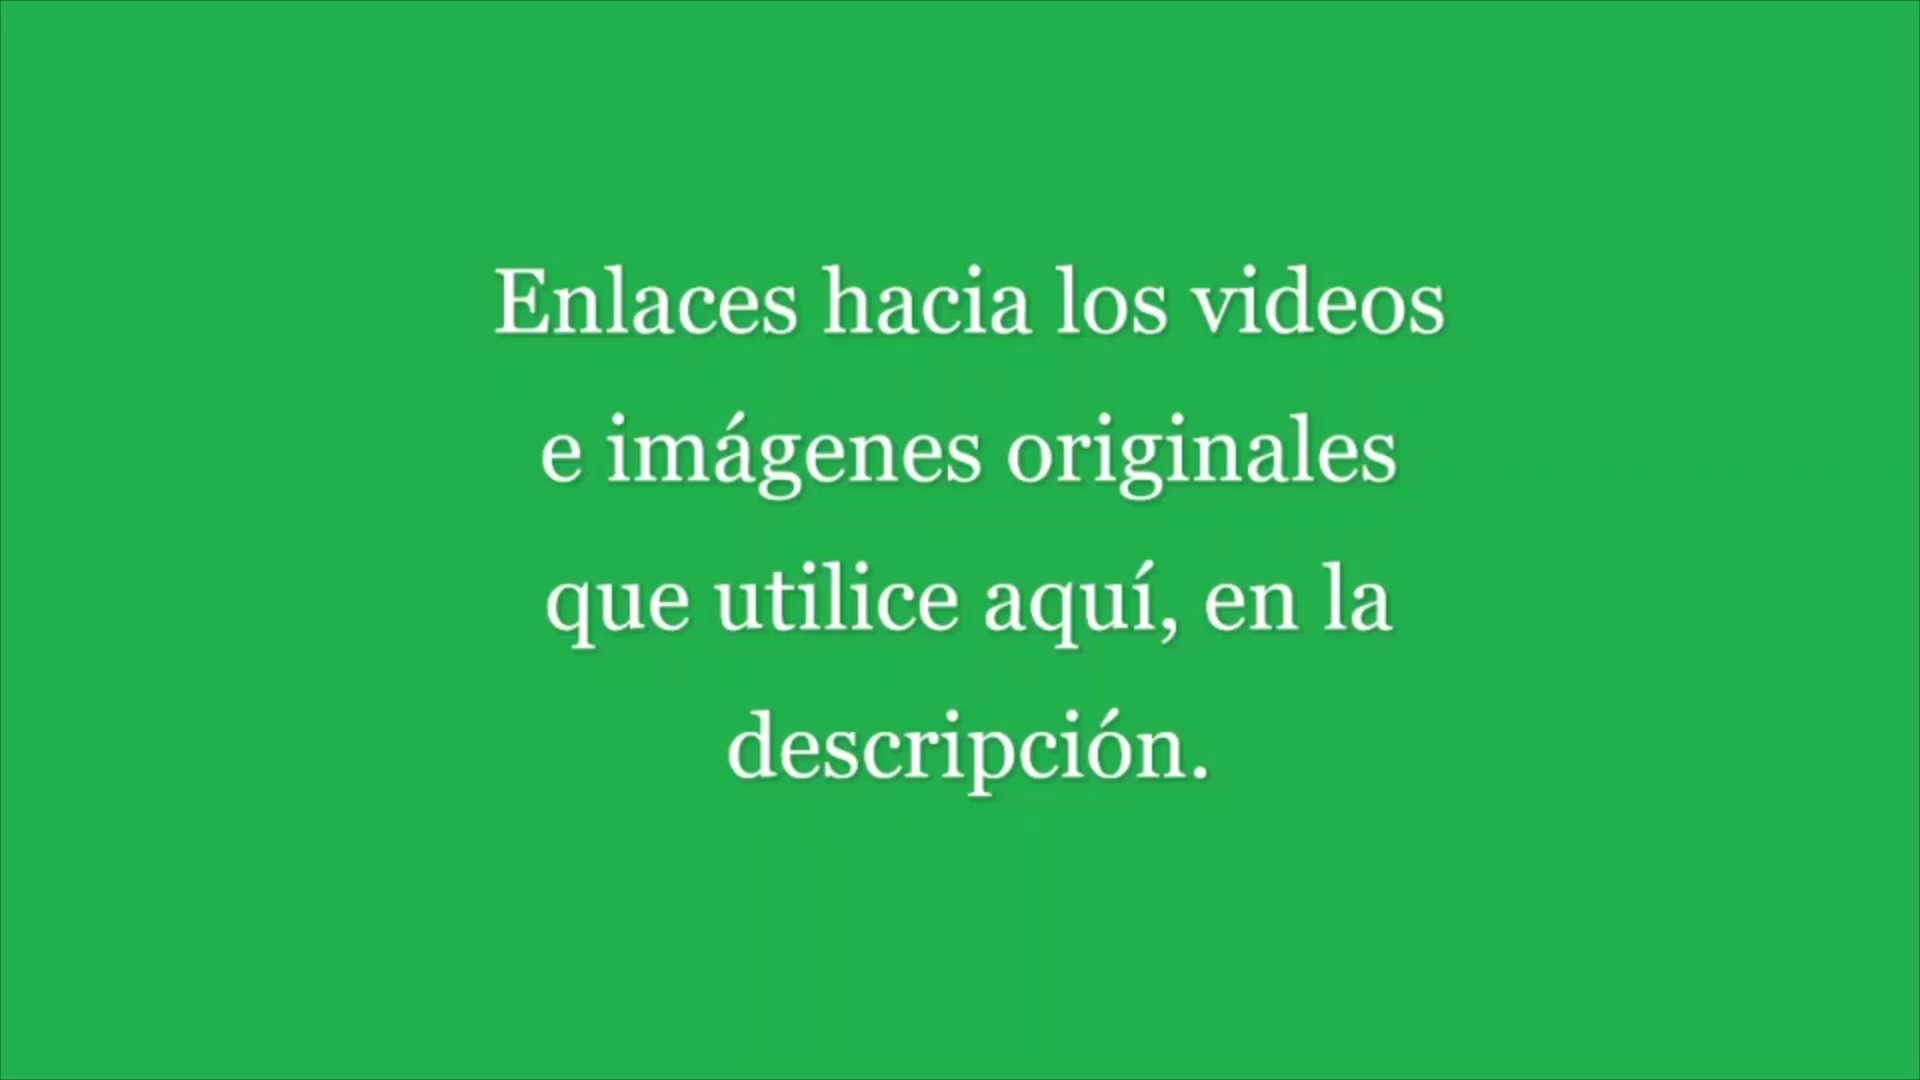 Enlaces hacia los videos
e imágenes originales
que utilice aquí, en la
descripción.